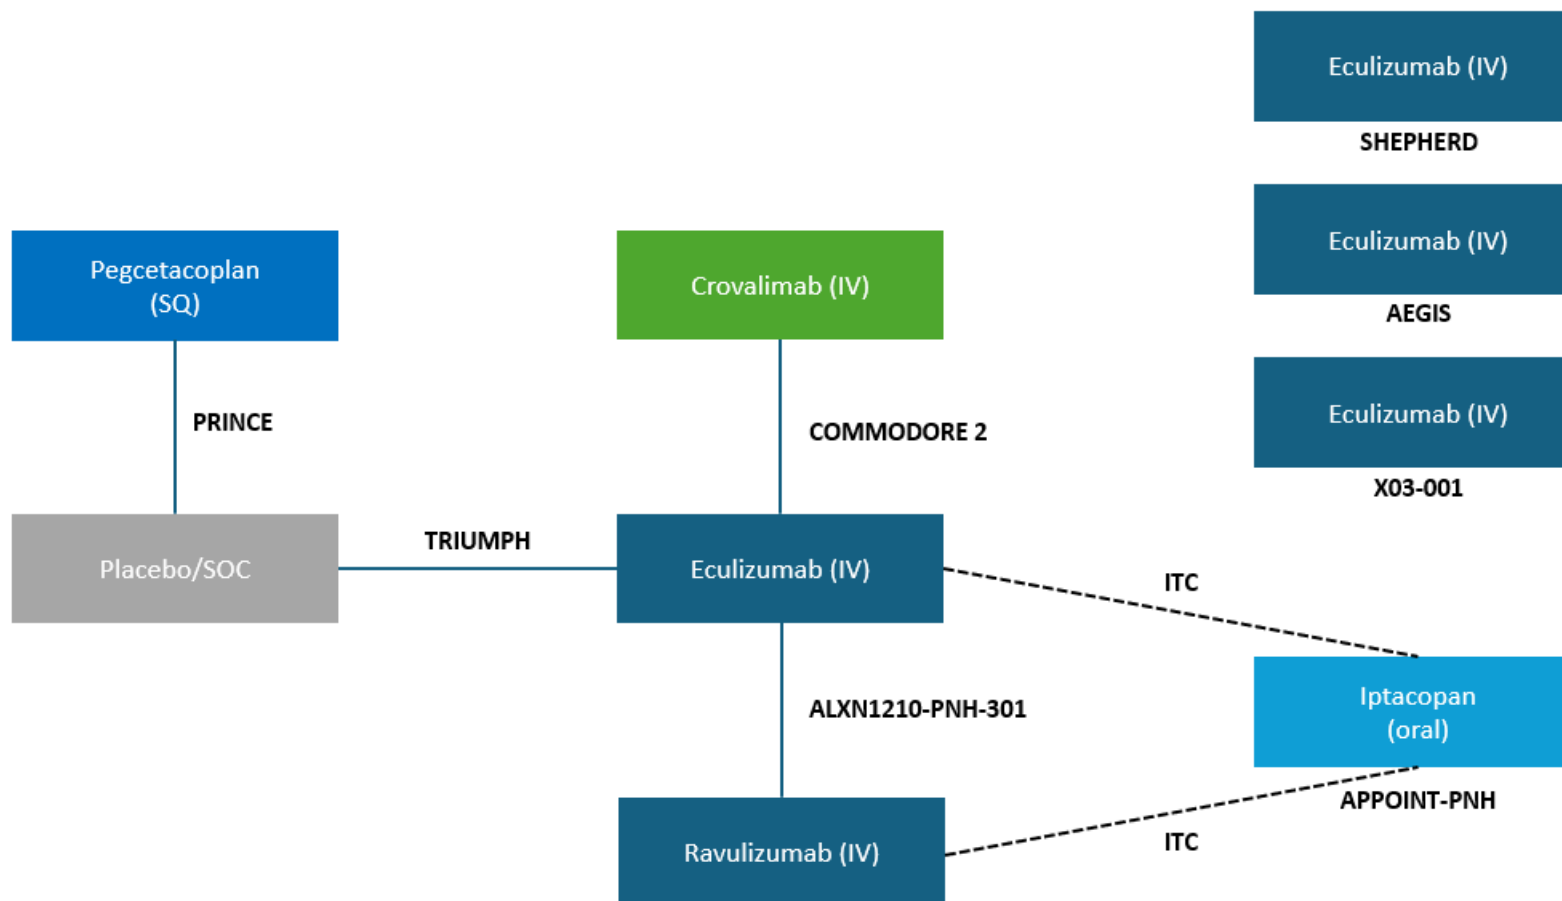 Eculizumab (IV)
SHEPHERD
Eculizumab (IV)
AEGIS
Pegcetacoplan
(SQ)
Crovalimab (IV)
Eculizumab (IV)
X03-001
PRINCE
COMMODORE 2
TRIUMPH
Placebo/SOC
Eculizumab (IV)
ITC
ALXN1210-PNH-301
Iptacopan
(oral)
APPOINT-PNH
ITC
Ravulizumab (IV)